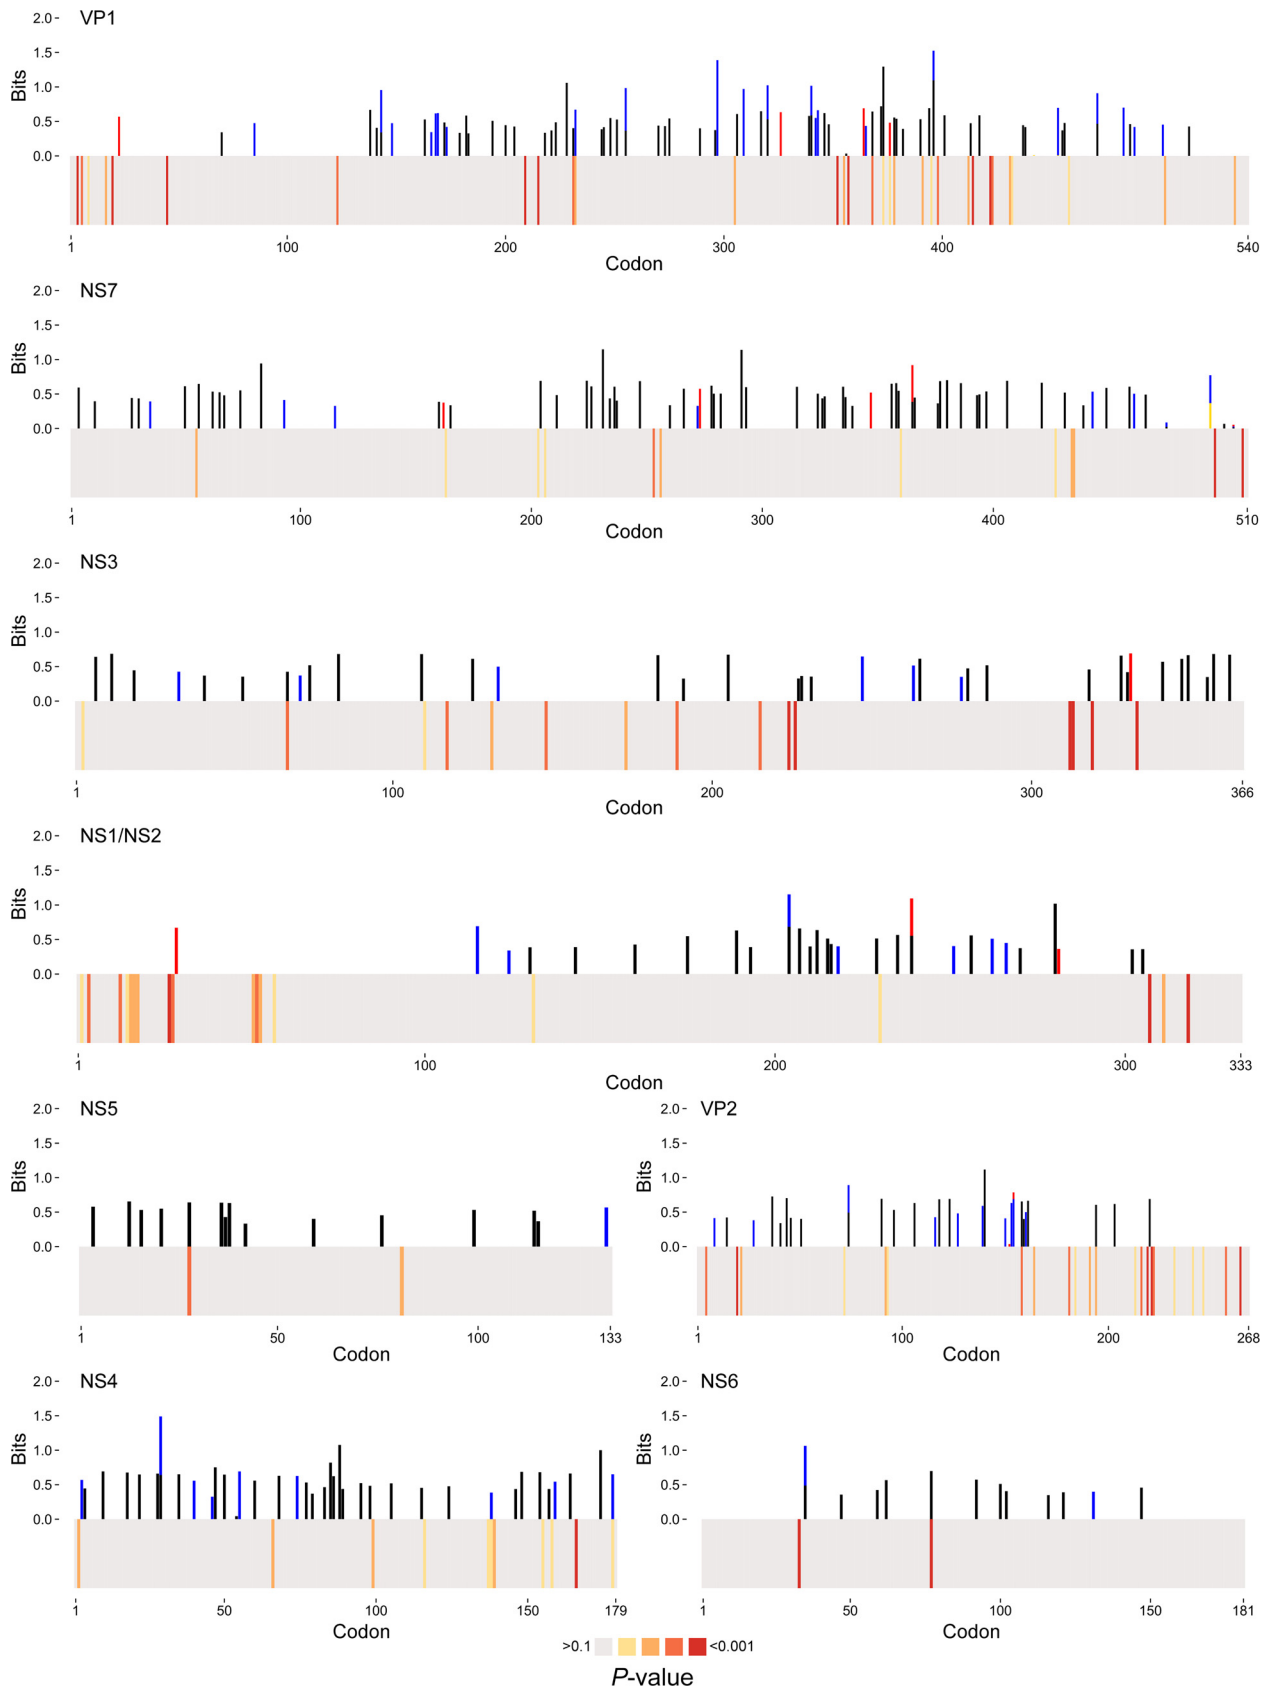 VP1
2.0
1.5
1.0
0.5
0.0
Bits
1 100 200 300 400 540
Codon
NS7
2.0
1.5
1.0
0.5
0.0
Bits
1 100 200 300 400 510
Codon
NS3
2.0
1.5
1.0
0.5
0.0
Bits
1 100 200 300 366
Codon
NS1/NS2
2.0
1.5
1.0
0.5
0.0
Bits
1 100 200 300 333
Codon
NS5
2.0
1.5
1.0
0.5
0.0
Bits
1 50 100 133
Codon
VP2
2.0
1.5
1.0
0.5
0.0
Bits
1 100 200 268
Codon
NS4
2.0
1.5
1.0
0.5
0.0
Bits
1 50 100 150 179
Codon
NS6
2.0
1.5
1.0
0.5
0.0
Bits
1 50 100 150 181
Codon
>0.1 <0.001
P-value